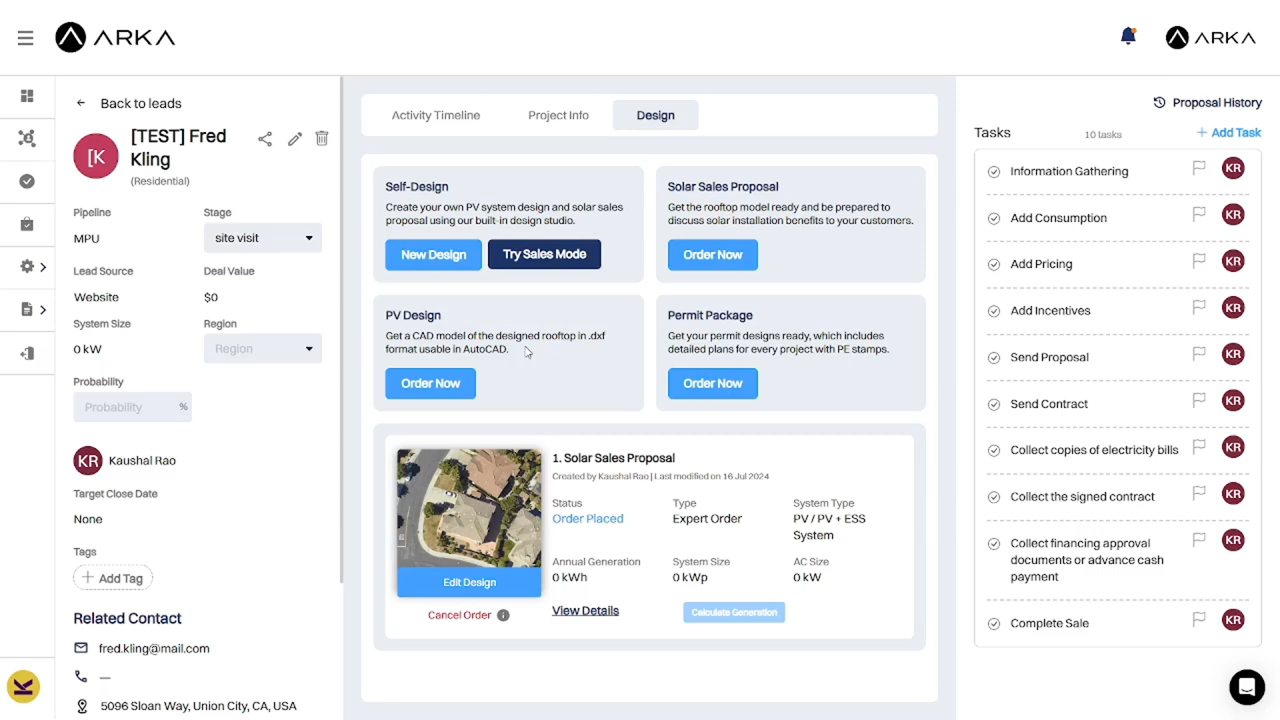 ARKA
ARKA
Back to leads
[K
[TEST] Fred
Kling
(Residential)
Pipeline
MPU
Stage
site visit
Lead Source
Website
Deal Value
$0
System Size
0 kW
Region
Region
Probability
Probability %
KR Kaushal Rao
Target Close Date
None
Tags
+ Add Tag
Related Contact
fred.kling@mail.com
—
5096 Sloan Way, Union City, CA, USA
Activity Timeline
Project Info
Design
Self-Design
Create your own PV system design and solar sales
proposal using our built-in design studio.
New Design
Try Sales Mode
Solar Sales Proposal
Get the rooftop model ready and be prepared to
discuss solar installation benefits to your customers.
Order Now
PV Design
Get a CAD model of the designed rooftop in .dxf
format usable in AutoCAD.
Order Now
Permit Package
Get your permit designs ready, which includes
detailed plans for every project with PE stamps.
Order Now
1. Solar Sales Proposal
Created by Kaushal Rao | Last modified on 16 Jul 2024
Status
Order Placed
Type
Expert Order
System Type
PV / PV + ESS
System
Annual Generation
0 kWh
System Size
0 kWp
AC Size
0 kW
Edit Design
Cancel Order
View Details
Calculate Generation
Proposal History
Tasks
10 tasks
+ Add Task
Information Gathering KR
Add Consumption KR
Add Pricing KR
Add Incentives KR
Send Proposal KR
Send Contract KR
Collect copies of electricity bills KR
Collect the signed contract KR
Collect financing approval KR
documents or advance cash
payment
Complete Sale KR